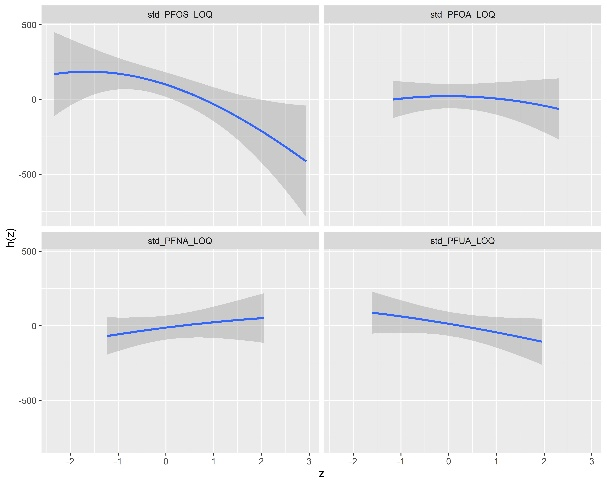 std_PFOS_LOQ
std_PFOA_LOQ
500
0
-500
std_PFNA_LOQ
std_PFUA_LOQ
500
0
-500
h(z)
2 1 0 1 2 3
2 1 0 1 2 3
z